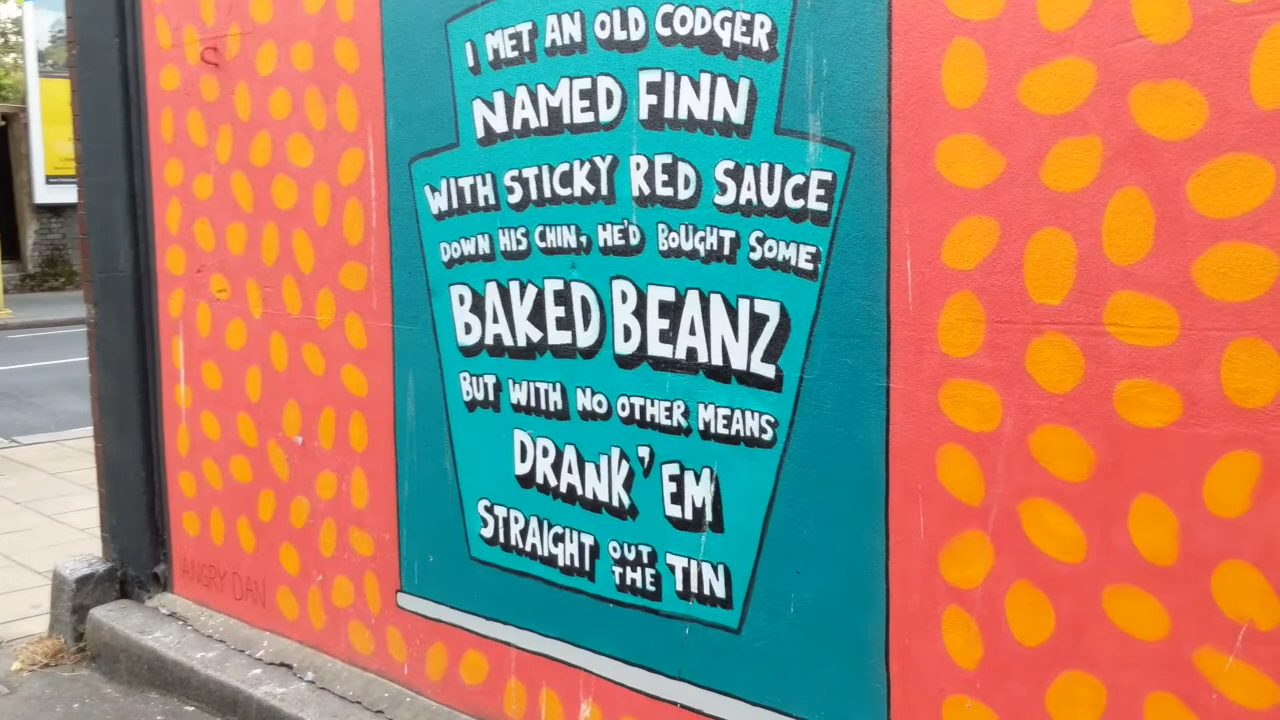 I MET AN OLD CODGER
NAMED FINN
WITH STICKY RED SAUCE
DOWN HIS CHIN, HE'D BOUGHT SOME
BAKED BEANZ
BUT WITH NO OTHER MEANS
DRANK 'EM
STRAIGHT OUT THE TIN
ANGRY DAN